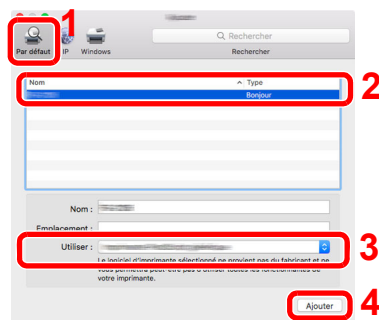 1
Rechercher
Par défaut IP Windows Rechercher
Nom Type
2
Bonjour
Nom :
Emplacement :
Utiliser :
3
Le logiciel d'imprimante sélectionné ne provient pas du fabricant et ne
vous permettra peut-être pas d'utiliser toutes les fonctionnalités de
votre imprimante.
Ajouter
4